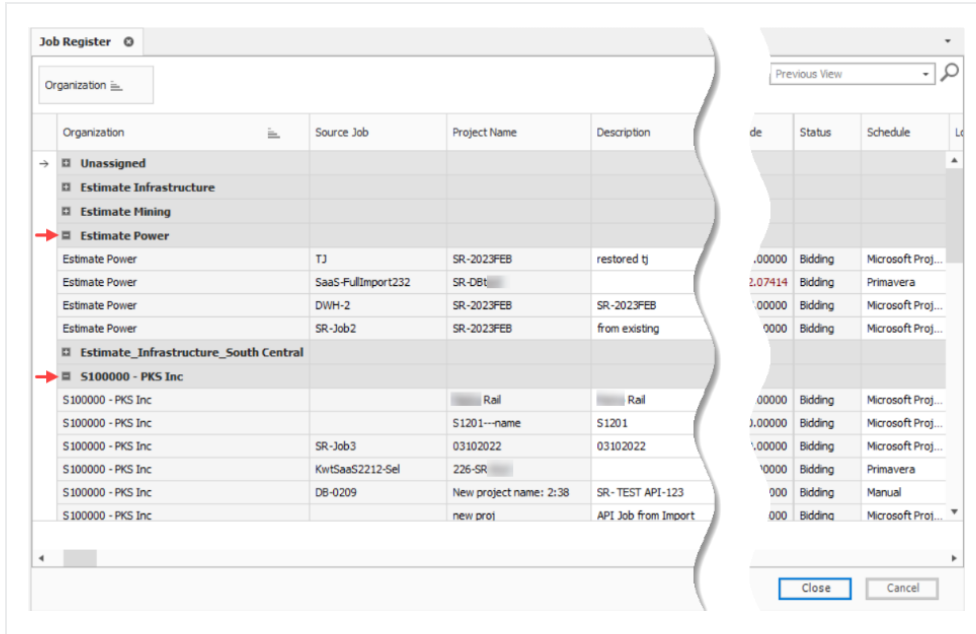 Job Register
Organization
Previous View
Organization Source Job Project Name Description de Status Schedule
Unassigned
Estimate Infrastructure
Estimate Mining
Estimate Power
Estimate Power TJ SR-2023FEB restored tj .00000 Bidding Microsoft Proj...
Estimate Power SaaS-FullImport232 SR-DBt 2.07414 Bidding Primavera
Estimate Power DWH-2 SR-2023FEB SR-2023FEB .00000 Bidding Microsoft Proj...
Estimate Power SR-Job2 SR-2023FEB from existing 0000 Bidding Microsoft Proj...
Estimate_Infrastructure_South Central
S100000 - PKS Inc
S100000 - PKS Inc Rail Rail 00000 Bidding Microsoft Proj...
S100000 - PKS Inc S1201---name S1201 0.00000 Bidding Microsoft Proj...
S100000 - PKS Inc SR-Job3 03102022 03102022 .00000 Bidding Microsoft Proj...
S100000 - PKS Inc KwtSaaS2212-Sel 226-SR 0000 Bidding Primavera
S100000 - PKS Inc DB-0209 New project name: 2:38 SR- TEST API-123 000 Bidding Manual
S100000 - PKS Inc new proj API Job from Import 000 Bidding Microsoft Proj...
Close Cancel